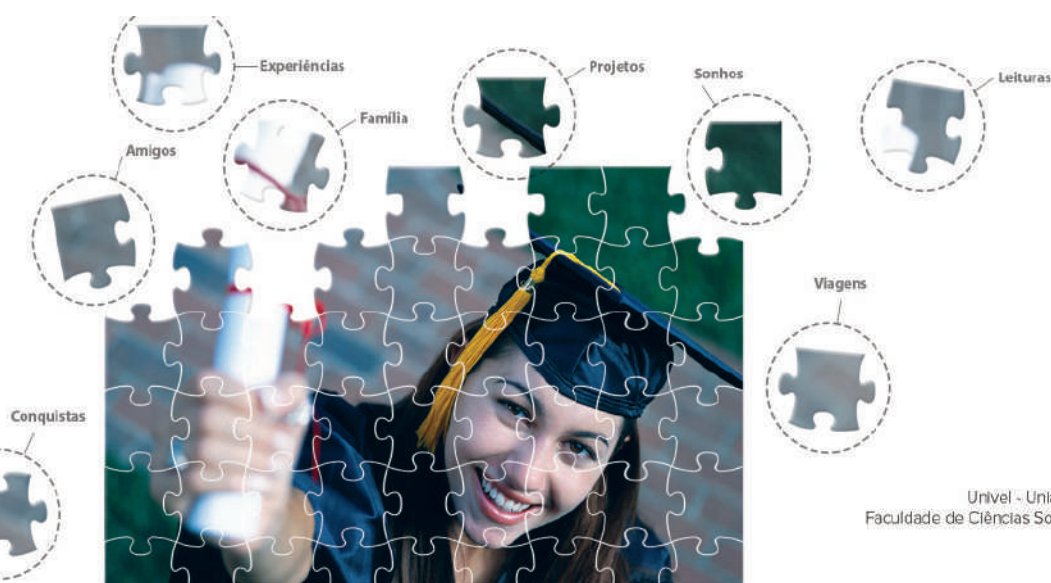 Experiências
Projetos
Sonhos
Leituras
Família
Amigos
Viagens
Conquistas
Univel -
Faculdade de Ciências